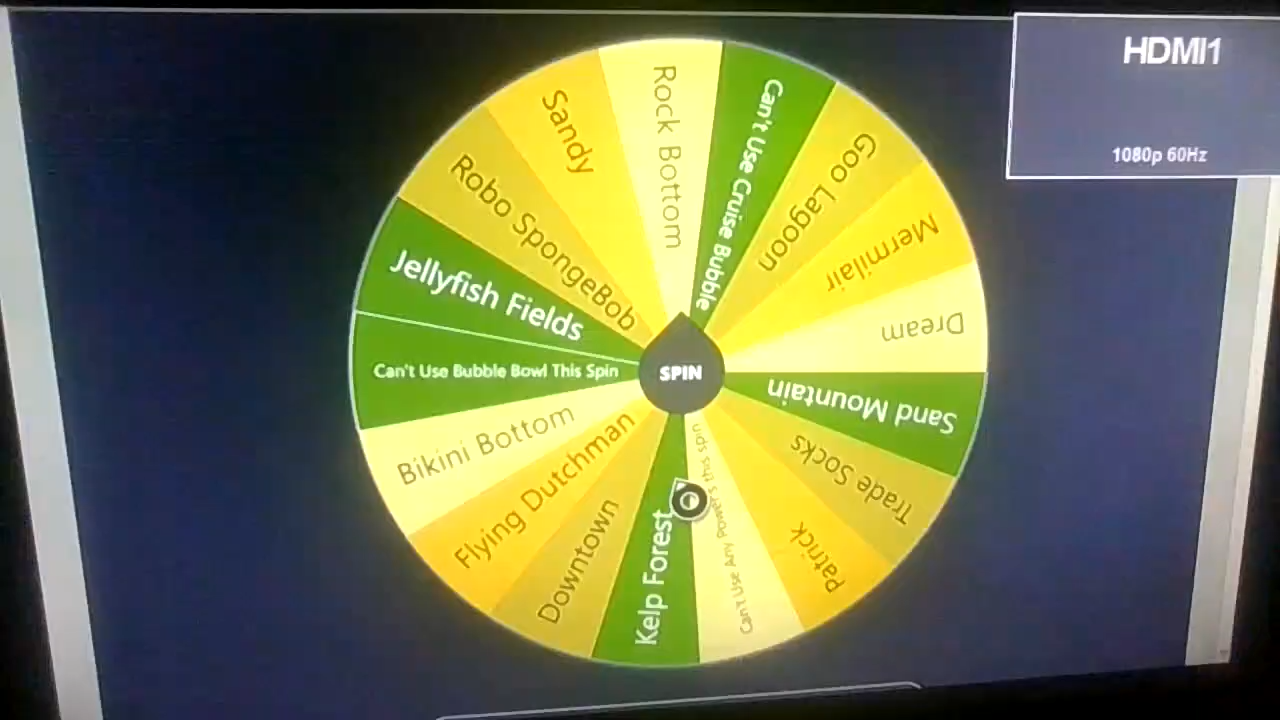 HDMI1
1080p 60Hz
Rock Bottom
Can't Use Cruise Bubble
Goo Lagoon
Mermilair
Dream
Sand Mountain
Trade Socks
Patrick
Can't Use Any Powers this spin
Kelp Forest
Downtown
Flying Dutchman
Bikini Bottom
Can't Use Bubble Bowl This Spin
Jellyfish Fields
Robo SpongeBob
Sandy
SPIN